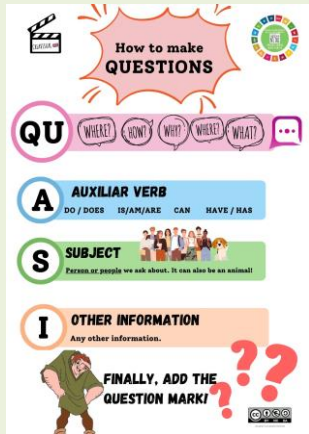 How to make
QUESTIONS
QU
WHERE?
HOW?
WHY?
WHERE?
WHAT?
A
AUXILIAR VERB
DO / DOES IS/AM/ARE CAN HAVE / HAS
S
SUBJECT
Person or people we ask about. It can also be an animal!
I
OTHER INFORMATION
Any other information.
FINALLY, ADD THE
QUESTION MARK!